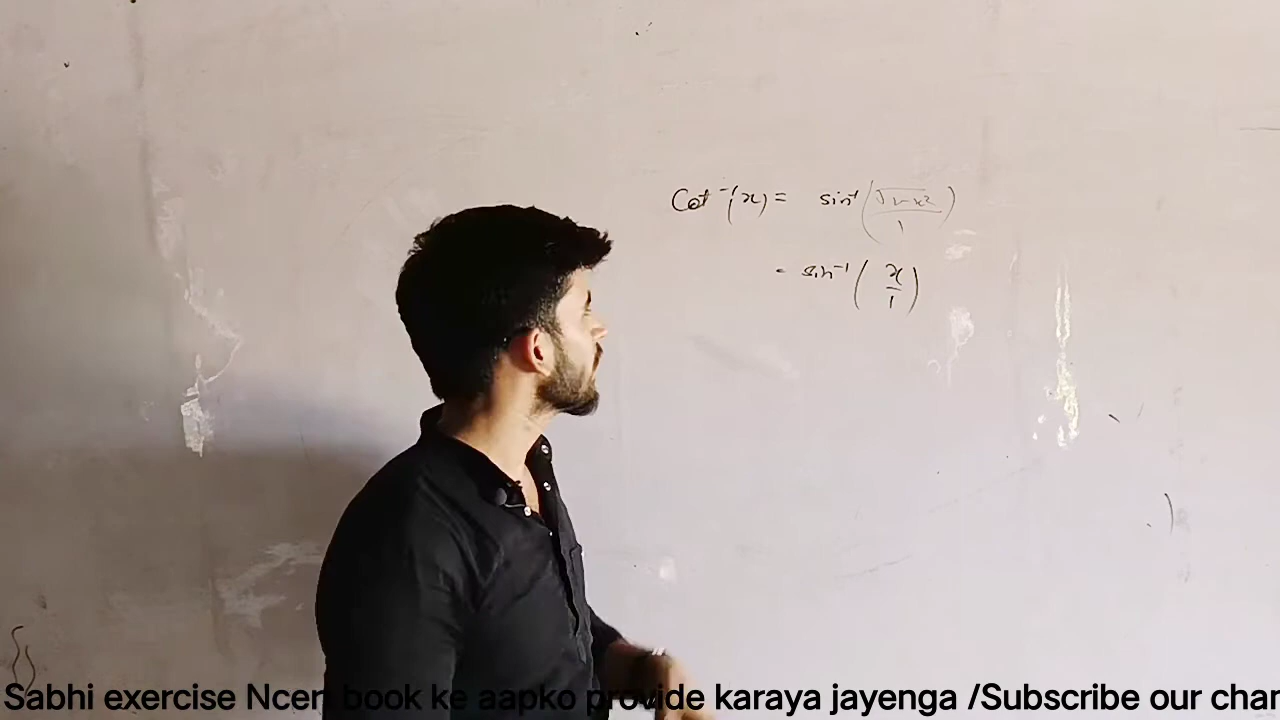 Cot⁻¹(x) = sin⁻¹(√1-x²/1)
= sin⁻¹(x/1)
Sabhi exercise Ncert book ke aapko provide karaya jayenga /Subscribe our chan